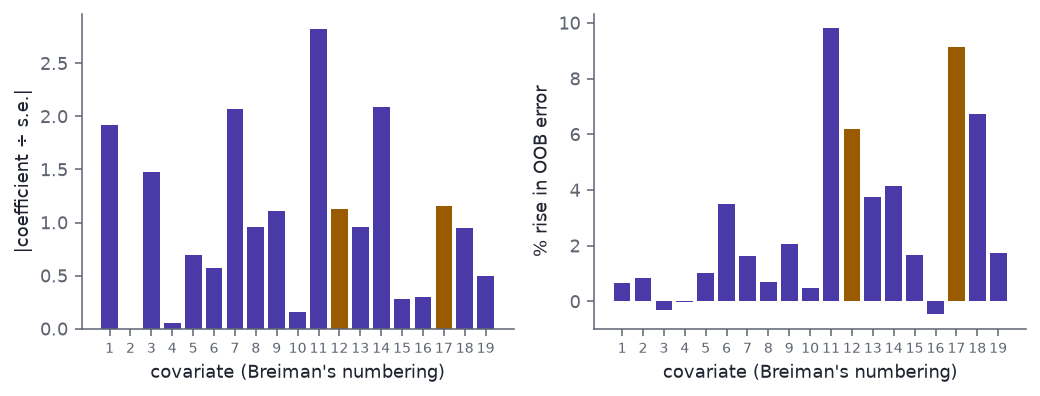 |coefficient ÷ s.e.|
2.5
2.0
1.5
1.0
0.5
0.0
1 2 3 4 5 6 7 8 9 10 11 12 13 14 15 16 17 18 19
covariate (Breiman's numbering)
% rise in OOB error
10
8
6
4
2
0
1 2 3 4 5 6 7 8 9 10 11 12 13 14 15 16 17 18 19
covariate (Breiman's numbering)